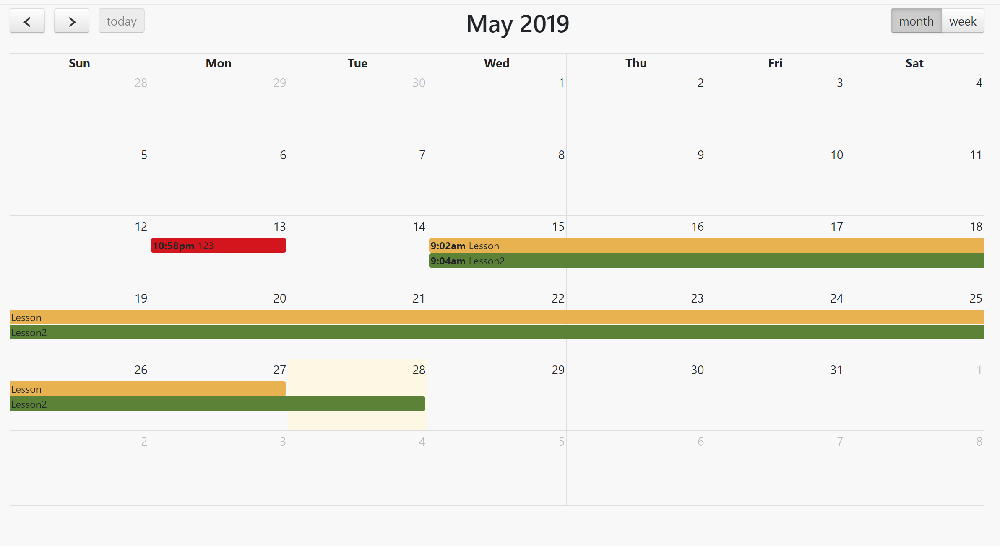 today
May 2019
month week
Sun Mon Tue Wed Thu Fri Sat
28 29 30 1 2 3 4
5 6 7 8 9 10 11
12 13 14 15 16 17 18
10:58pm 123
9:02am Lesson
9:04am Lesson2
19 20 21 22 23 24 25
Lesson
Lesson2
26 27 28 29 30 31 1
Lesson
Lesson2
2 3 4 5 6 7 8